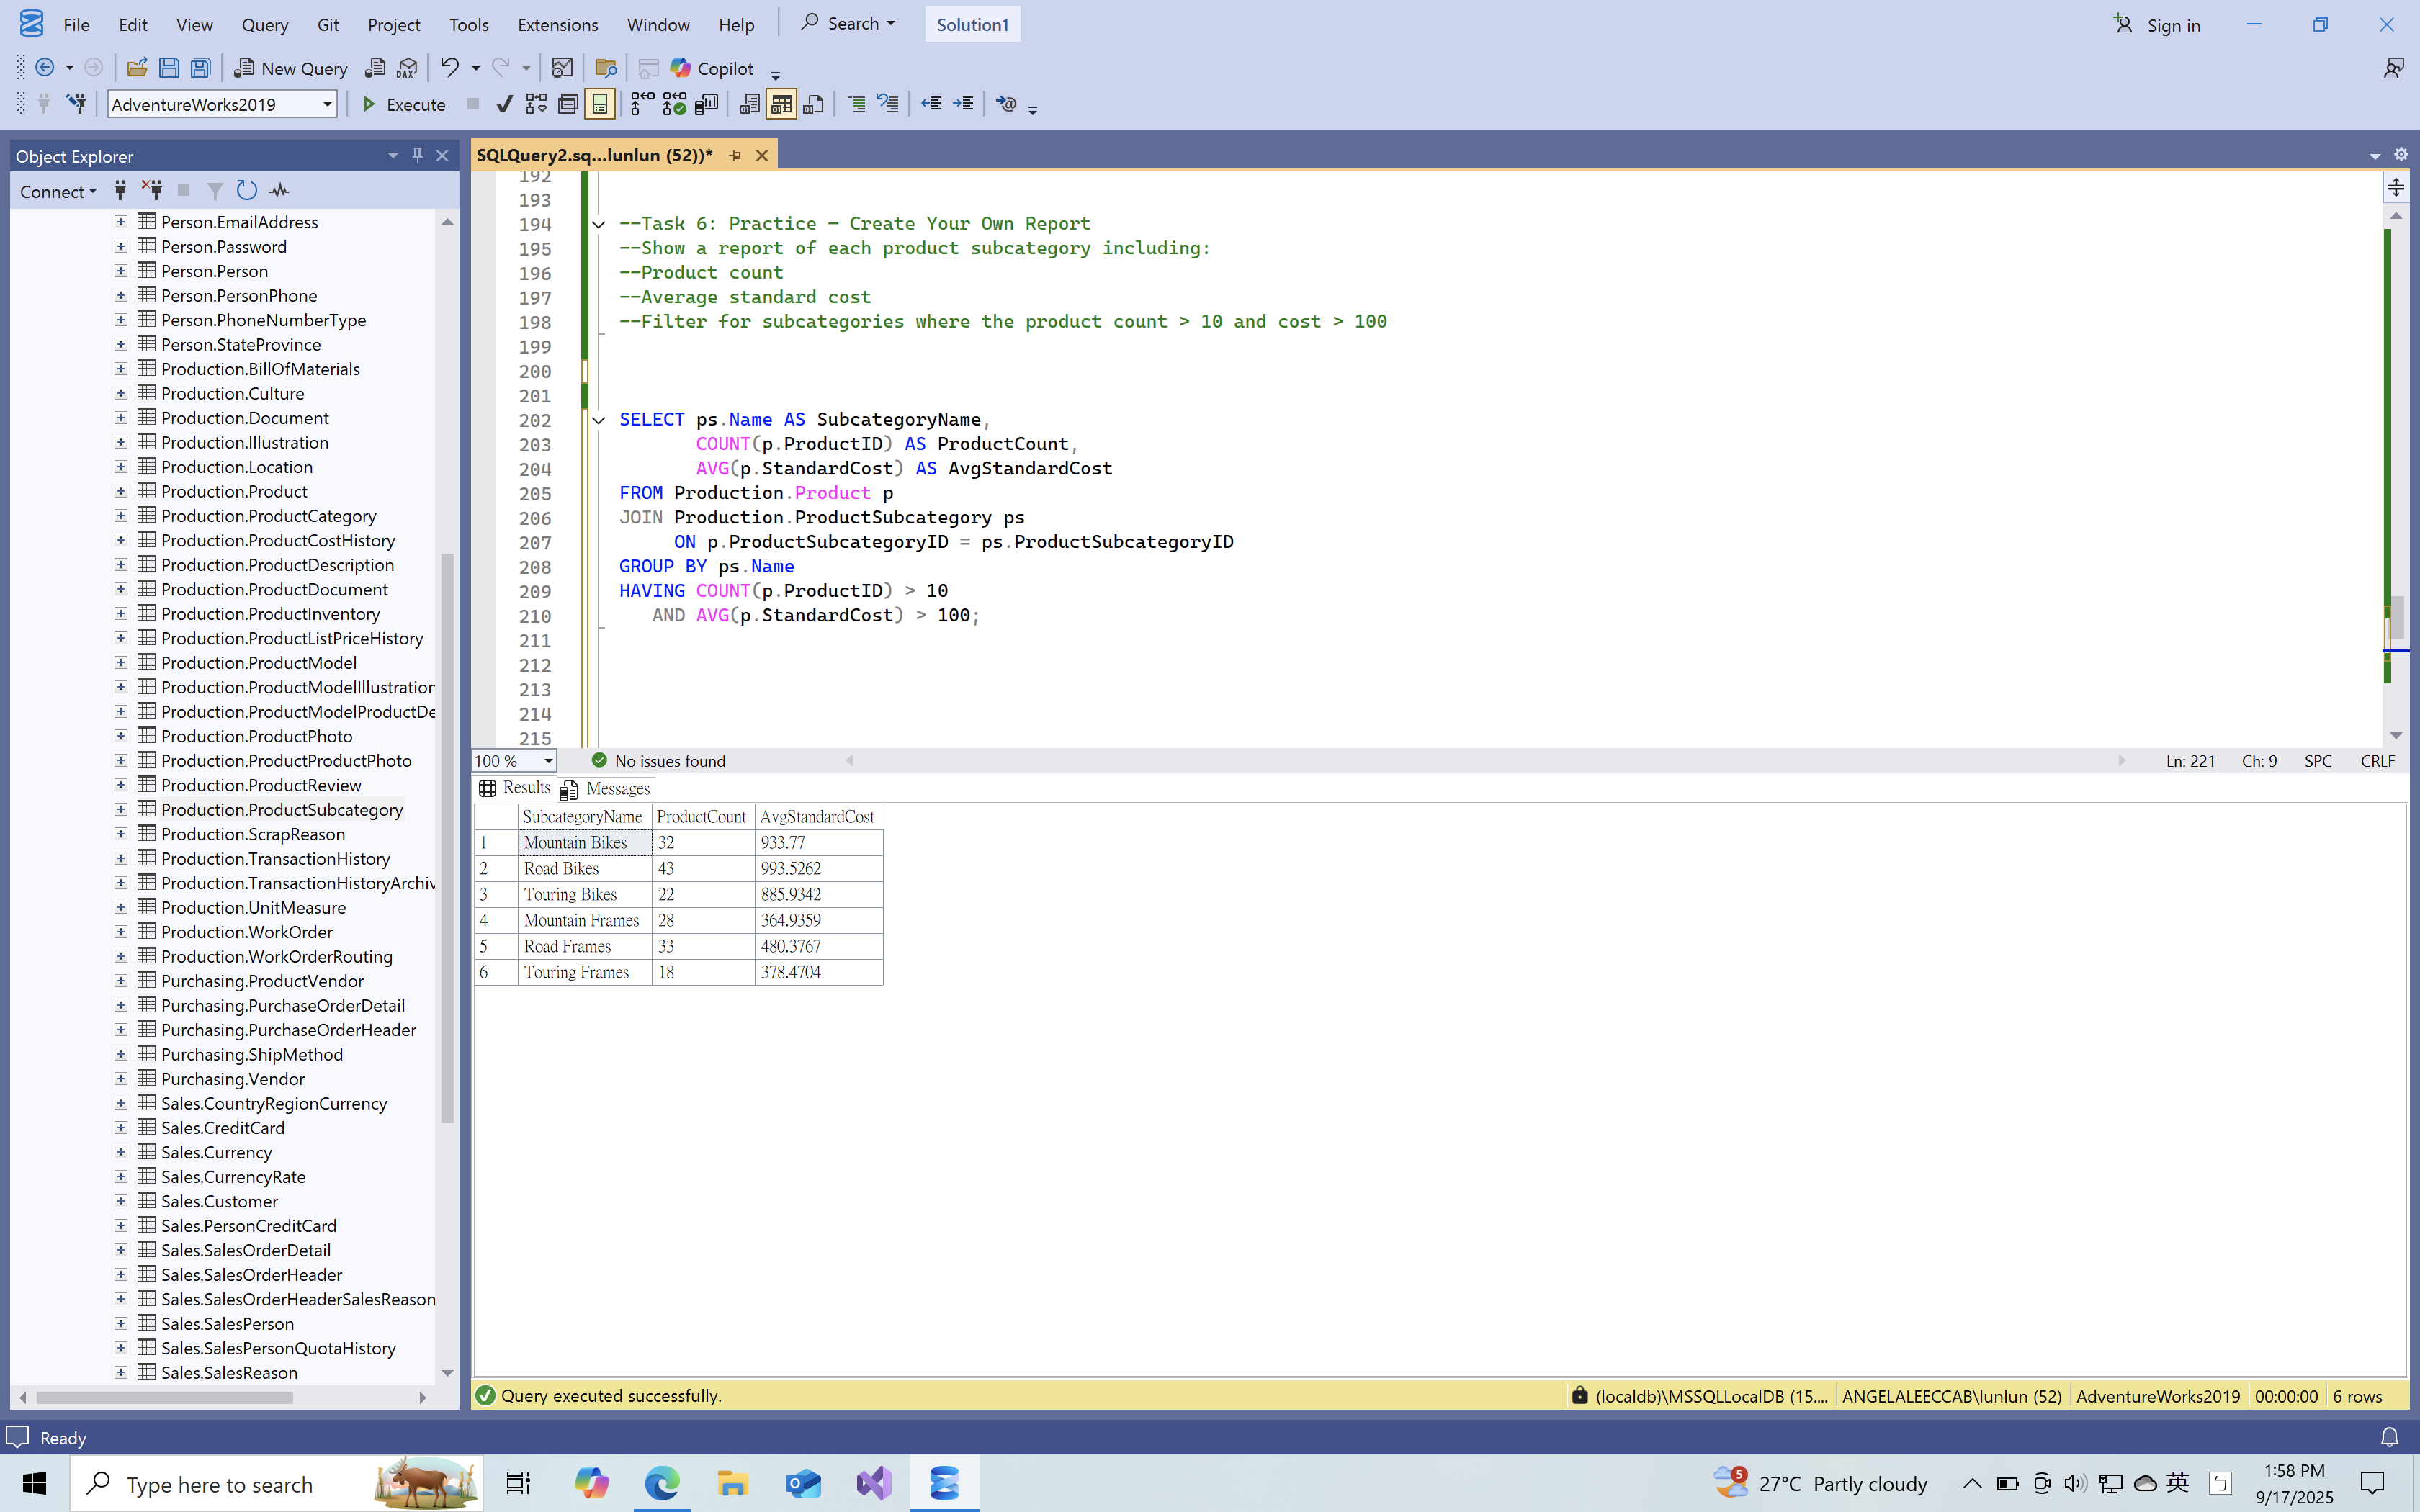 File Edit View Query Git Project Tools Extensions Window Help Search Solution1 Sign in
New Query DAX Copilot
AdventureWorks2019 Execute
Object Explorer
Connect
Person.EmailAddress
Person.Password
Person.Person
Person.PersonPhone
Person.PhoneNumberType
Person.StateProvince
Production.BillOfMaterials
Production.Culture
Production.Document
Production.Illustration
Production.Location
Production.Product
Production.ProductCategory
Production.ProductCostHistory
Production.ProductDescription
Production.ProductDocument
Production.ProductInventory
Production.ProductListPriceHistory
Production.ProductModel
Production.ProductModelIllustration
Production.ProductModelProductDe
Production.ProductPhoto
Production.ProductProductPhoto
Production.ProductReview
Production.ProductSubcategory
Production.ScrapReason
Production.TransactionHistory
Production.TransactionHistoryArchiv
Production.UnitMeasure
Production.WorkOrder
Production.WorkOrderRouting
Purchasing.ProductVendor
Purchasing.PurchaseOrderDetail
Purchasing.PurchaseOrderHeader
Purchasing.ShipMethod
Purchasing.Vendor
Sales.CountryRegionCurrency
Sales.CreditCard
Sales.Currency
Sales.CurrencyRate
Sales.Customer
Sales.PersonCreditCard
Sales.SalesOrderDetail
Sales.SalesOrderHeader
Sales.SalesOrderHeaderSalesReason
Sales.SalesPerson
Sales.SalesPersonQuotaHistory
Sales.SalesReason
SQLQuery2.sq...lunlun (52))*
192
193
194 --Task 6: Practice – Create Your Own Report
195 --Show a report of each product subcategory including:
196 --Product count
197 --Average standard cost
198 --Filter for subcategories where the product count > 10 and cost > 100
199
200
201
202 SELECT ps.Name AS SubcategoryName,
203 COUNT(p.ProductID) AS ProductCount,
204 AVG(p.StandardCost) AS AvgStandardCost
205 FROM Production.Product p
206 JOIN Production.ProductSubcategory ps
207 ON p.ProductSubcategoryID = ps.ProductSubcategoryID
208 GROUP BY ps.Name
209 HAVING COUNT(p.ProductID) > 10
210 AND AVG(p.StandardCost) > 100;
211
212
213
214
215
100 % No issues found Ln: 221 Ch: 9 SPC CRLF
Results Messages
SubcategoryName ProductCount AvgStandardCost
1 Mountain Bikes 32 933.77
2 Road Bikes 43 993.5262
3 Touring Bikes 22 885.9342
4 Mountain Frames 28 364.9359
5 Road Frames 33 480.3767
6 Touring Frames 18 378.4704
Query executed successfully. (localdb)\MSSQLLocalDB (15.... ANGELALEECCAB\lunlun (52) AdventureWorks2019 00:00:00 6 rows
Ready
Type here to search 5 27°C Partly cloudy 英 ㄅ 1:58 PM
9/17/2025